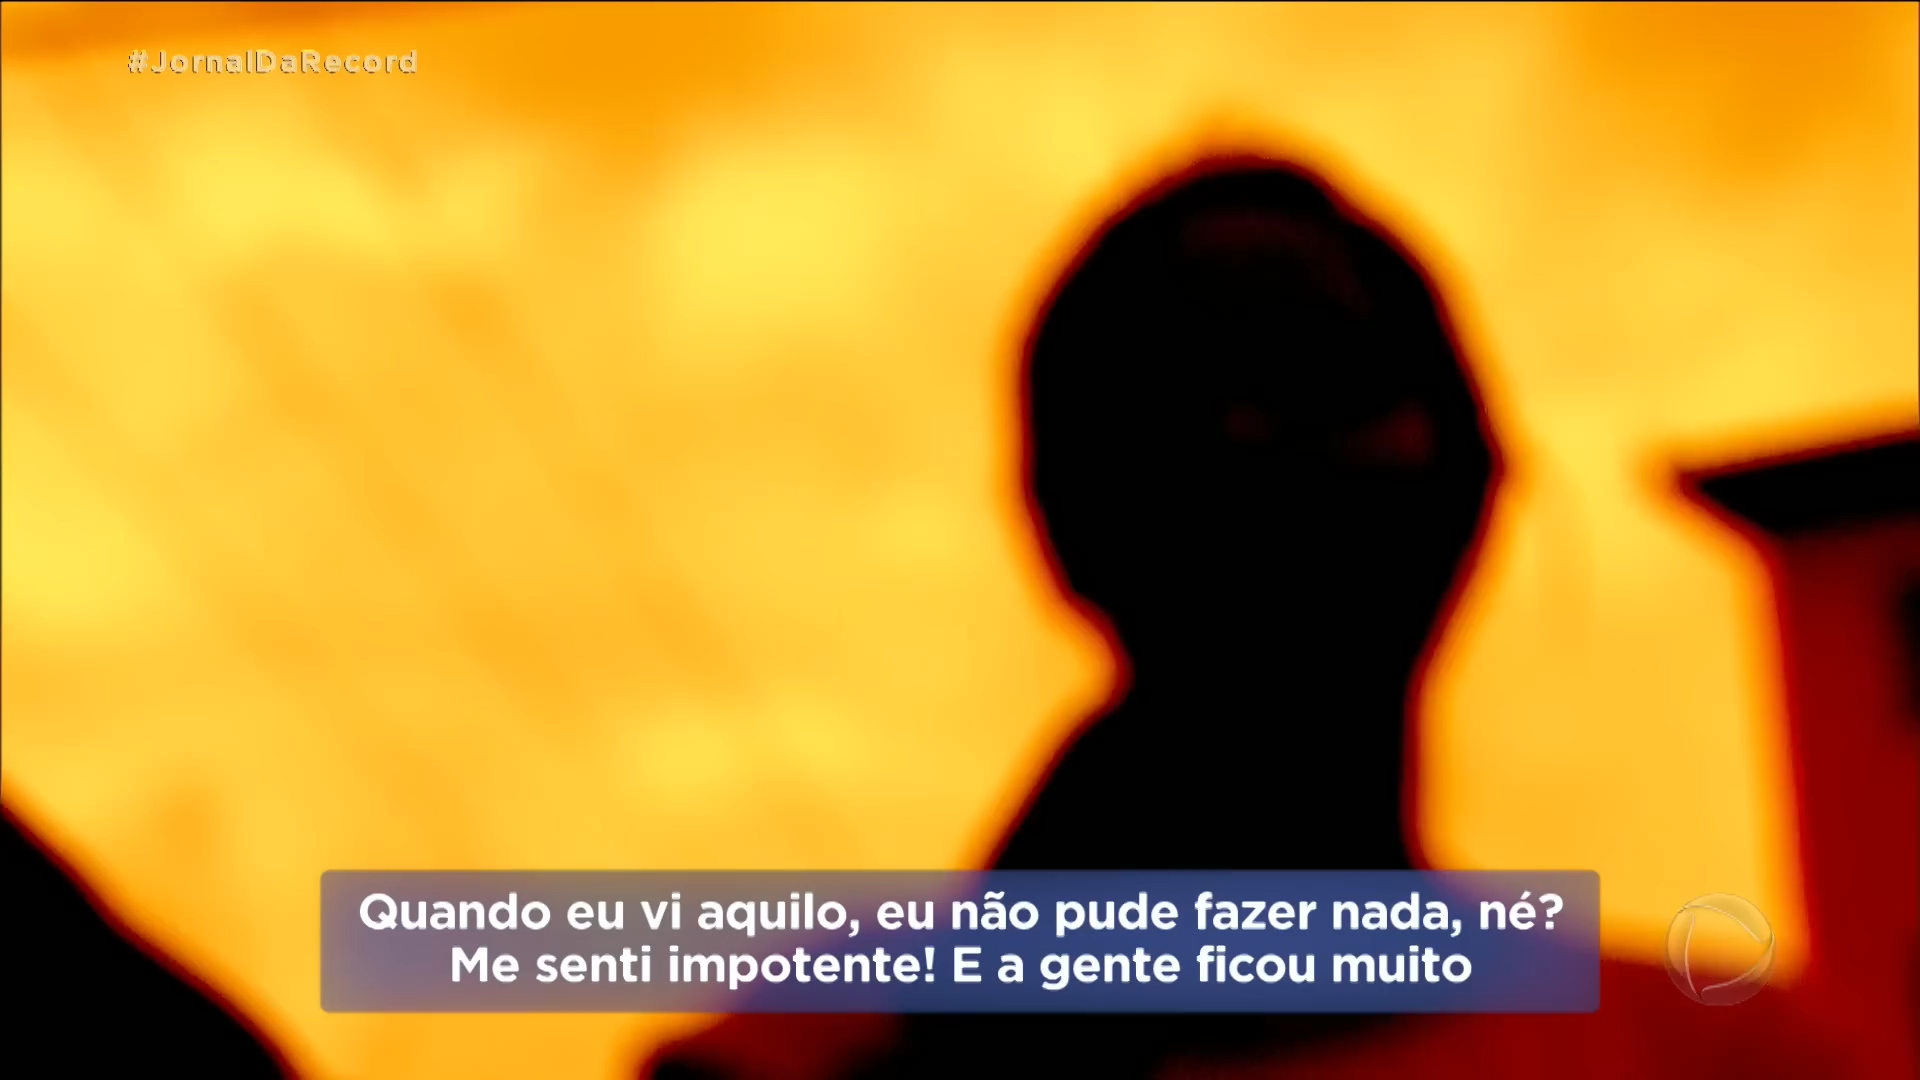 #JornalDaRecord
Quando eu vi aquilo, eu não pude fazer nada, né?
Me senti impotente! E a gente ficou muito